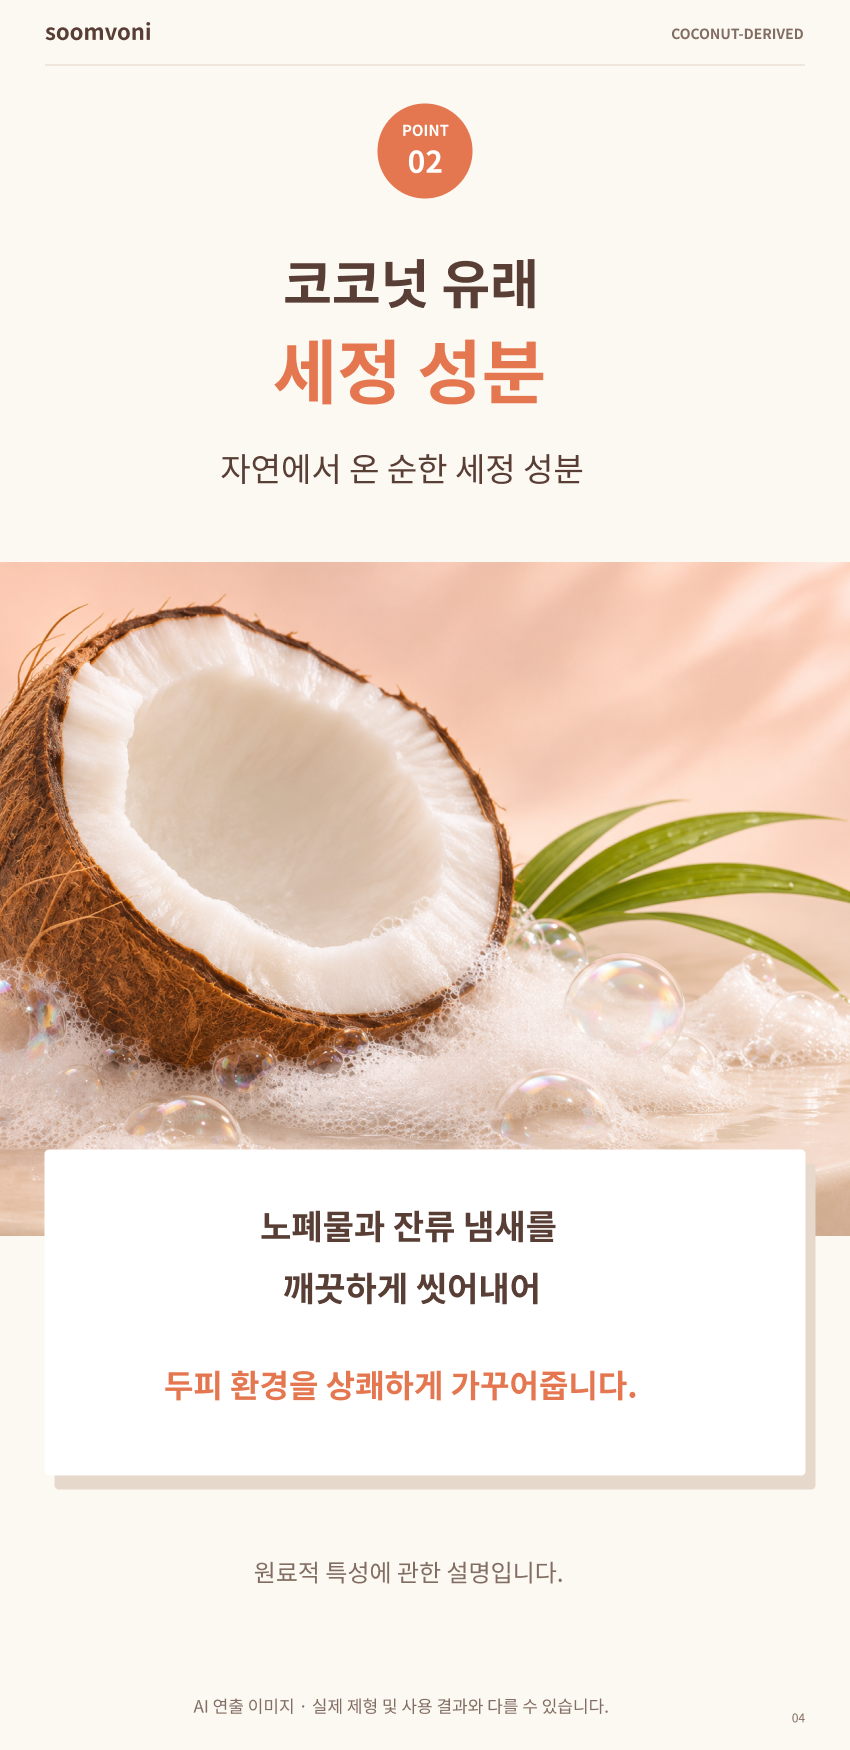 soomvoni
COCONUT-DERIVED
POINT
02
코코넛 유래
세정 성분
자연에서 온 순한 세정 성분
노폐물과 잔류 냄새를
깨끗하게 씻어내어
두피 환경을 상쾌하게 가꾸어줍니다.
원료적 특성에 관한 설명입니다.
AI 연출 이미지 · 실제 제형 및 사용 결과와 다를 수 있습니다.
04